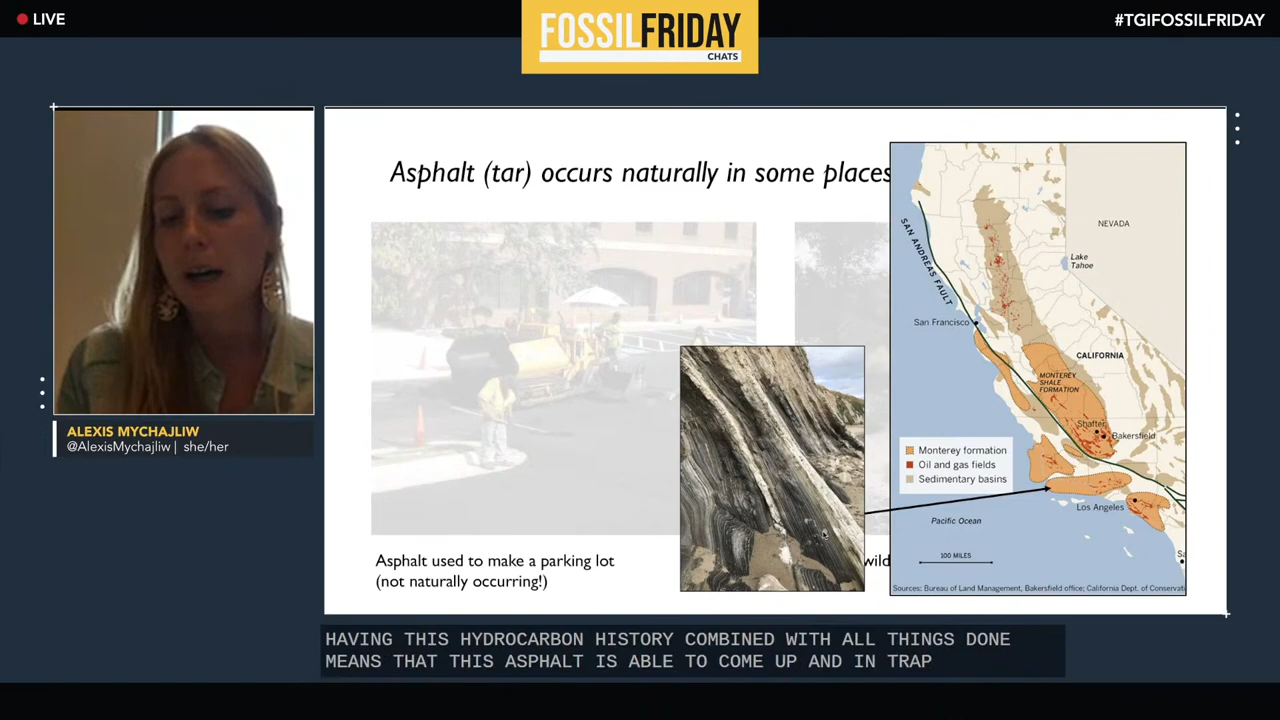 LIVE
FOSSILFRIDAY
CHATS
#TGIFOSSILFRIDAY
Asphalt (tar) occurs naturally in some places
SAN ANDREAS FAULT
NEVADA
Lake
Tahoe
San Francisco
CALIFORNIA
MONTEREY
SHALE
FORMATION
Shafter
Bakersfield
Monterey formation
Oil and gas fields
Sedimentary basins
Los Angeles
Pacific Ocean
100 MILES
Sources: Bureau of Land Management, Bakersfield office; California Dept. of
ALEXIS MYCHAJLIW
@AlexisMychajliw | she/her
Asphalt used to make a parking lot
(not naturally occurring!)
wild
HAVING THIS HYDROCARBON HISTORY COMBINED WITH ALL THINGS DONE
MEANS THAT THIS ASPHALT IS ABLE TO COME UP AND IN TRAP